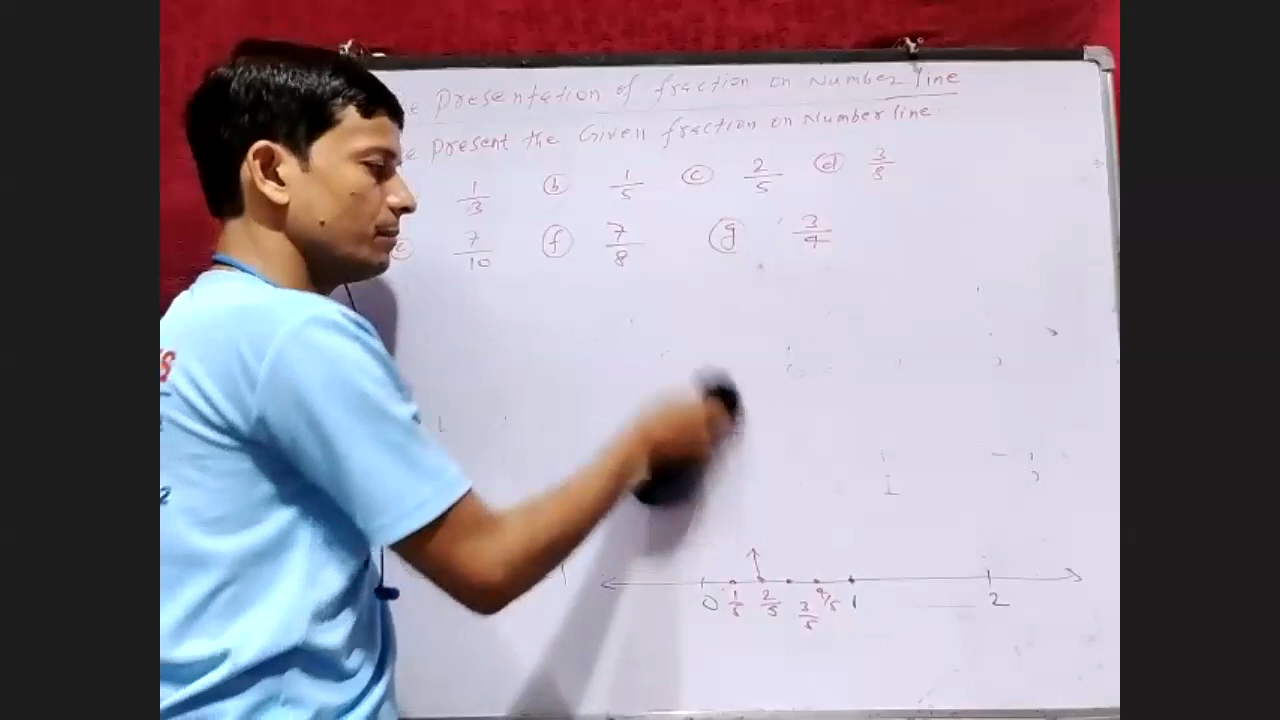 e presentation of fraction on Number line
e present the Given fraction on Number line
1/3 (b) 1/5 (c) 2/5 (d) 3/8
(e) 7/10 (f) 7/8 (g) 3/4
1
0 1/5 2/5 3/5 4/5 1 2